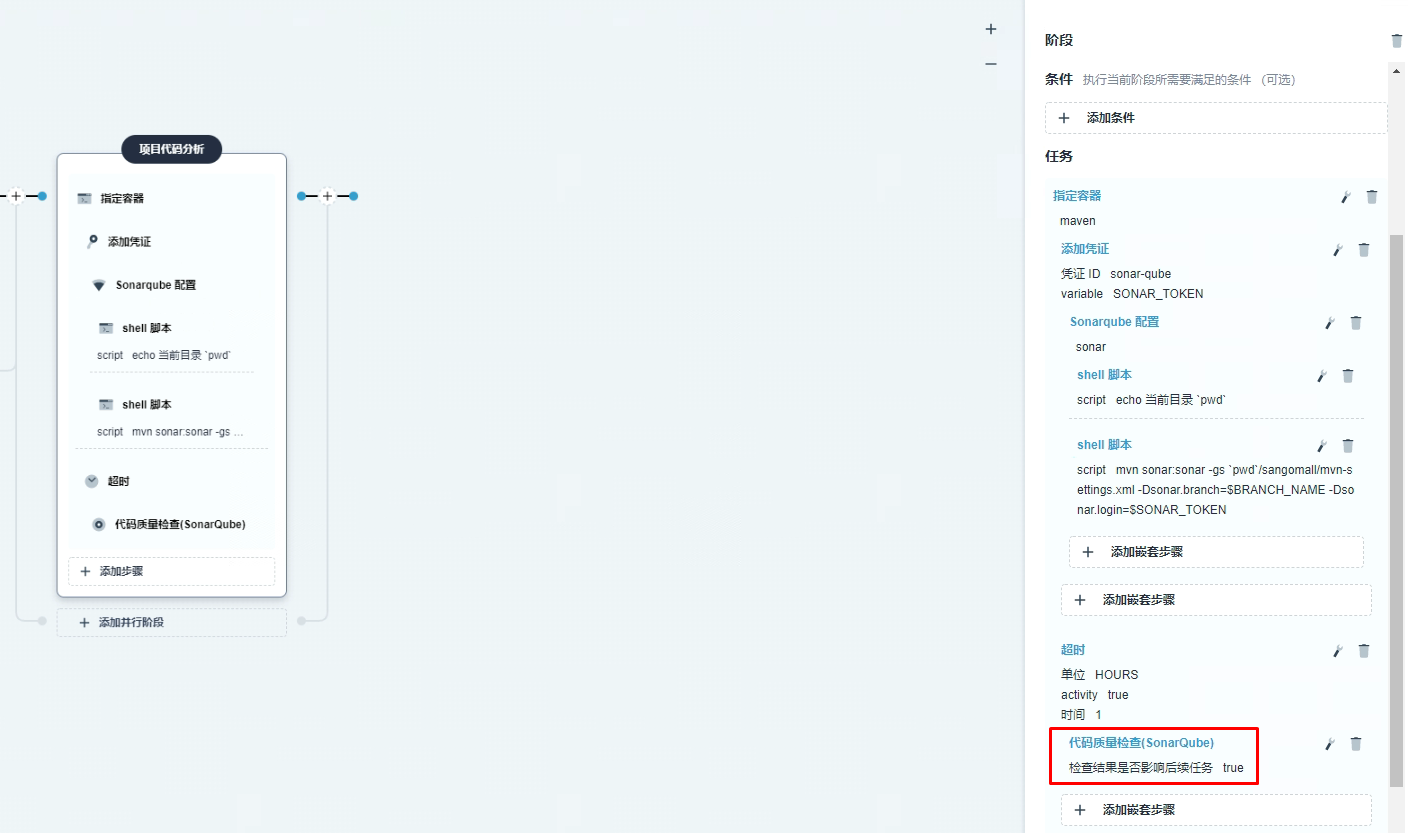 项目代码分析
指定容器
添加凭证
Sonarqube 配置
shell 脚本
script echo 当前目录 `pwd`
shell 脚本
script mvn sonar:sonar -gs ...
超时
代码质量检查(SonarQube)
添加步骤
添加并行阶段
阶段
条件 执行当前阶段所需要满足的条件 (可选)
添加条件
任务
指定容器
maven
添加凭证
凭证 ID sonar-qube
variable SONAR_TOKEN
Sonarqube 配置
sonar
shell 脚本
script echo 当前目录 `pwd`
shell 脚本
script mvn sonar:sonar -gs `pwd`/sangomall/mvn-s
ettings.xml -Dsonar.branch=$BRANCH_NAME -Dso
nar.login=$SONAR_TOKEN
添加嵌套步骤
添加嵌套步骤
超时
单位 HOURS
activity true
时间 1
代码质量检查(SonarQube)
检查结果是否影响后续任务 true
添加嵌套步骤